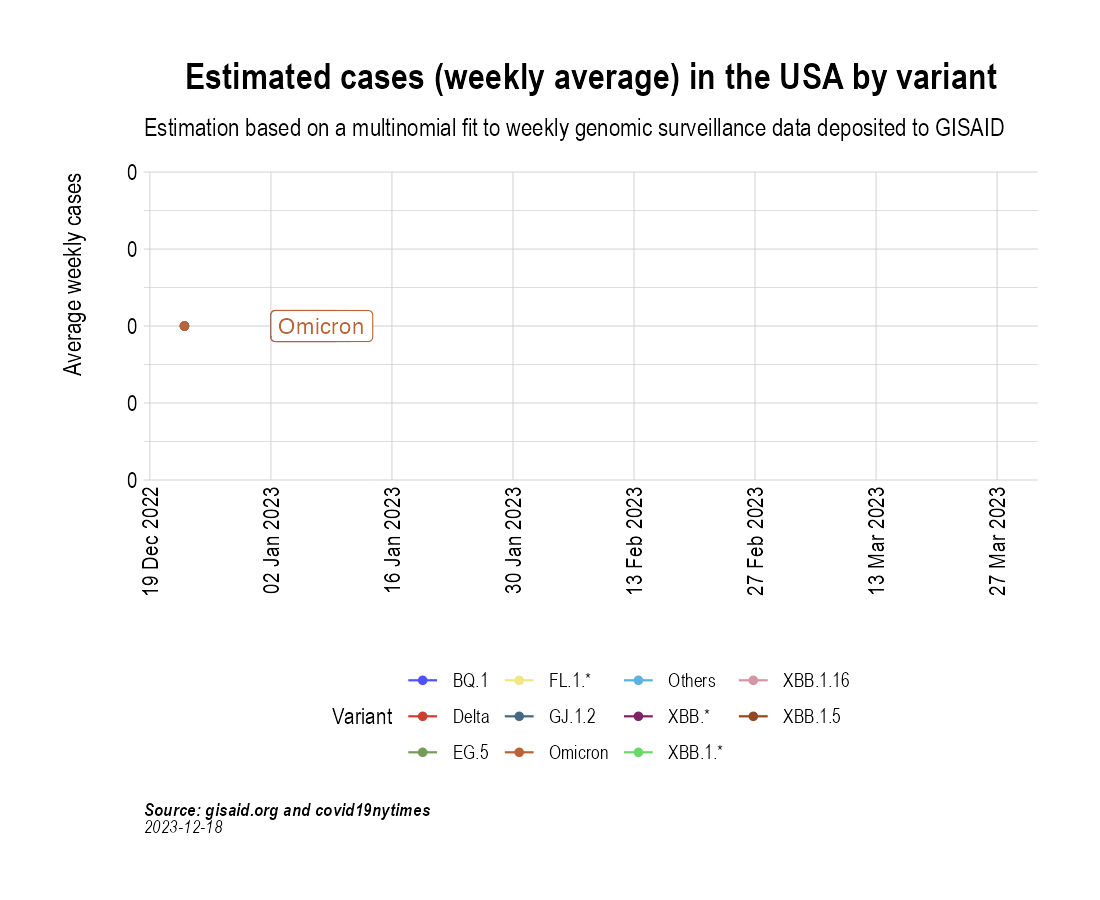 Estimated cases (weekly average) in the USA by variant
Estimation based on a multinomial fit to weekly genomic surveillance data deposited to GISAID
Average weekly cases
0
0
0
0
0
Omicron
19 Dec 2022
02 Jan 2023
16 Jan 2023
30 Jan 2023
13 Feb 2023
27 Feb 2023
13 Mar 2023
27 Mar 2023
Variant
BQ.1
Delta
EG.5
FL.1.*
GJ.1.2
Omicron
Others
XBB.*
XBB.1.*
XBB.1.16
XBB.1.5
Source: gisaid.org and covid19nytimes
2023-12-18